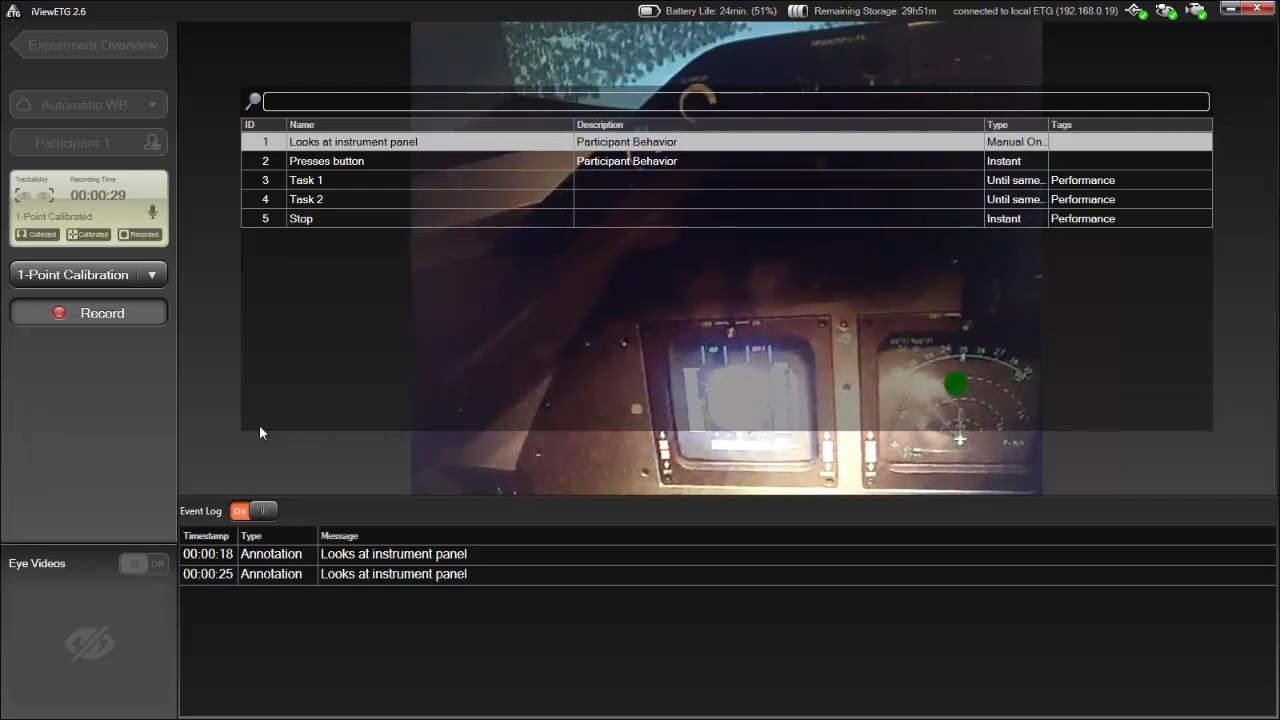 ETG iViewETG 2.6
Battery Life: 24min. (51%) Remaining Storage: 29h51m connected to local ETG (192.168.0.19)
Experiment Overview
Automatic WB.
Participant 1
Trackability Recording Time
00:00:29
1-Point Calibrated
Collected Calibrated Recorded
1-Point Calibration
Record
ID Name Description Type Tags
1 Looks at instrument panel Participant Behavior Manual On...
2 Presses button Participant Behavior Instant
3 Task 1 Until same... Performance
4 Task 2 Until same... Performance
5 Stop Instant Performance
Event Log On
Timestamp Type Message
00:00:18 Annotation Looks at instrument panel
00:00:25 Annotation Looks at instrument panel
Eye Videos Off